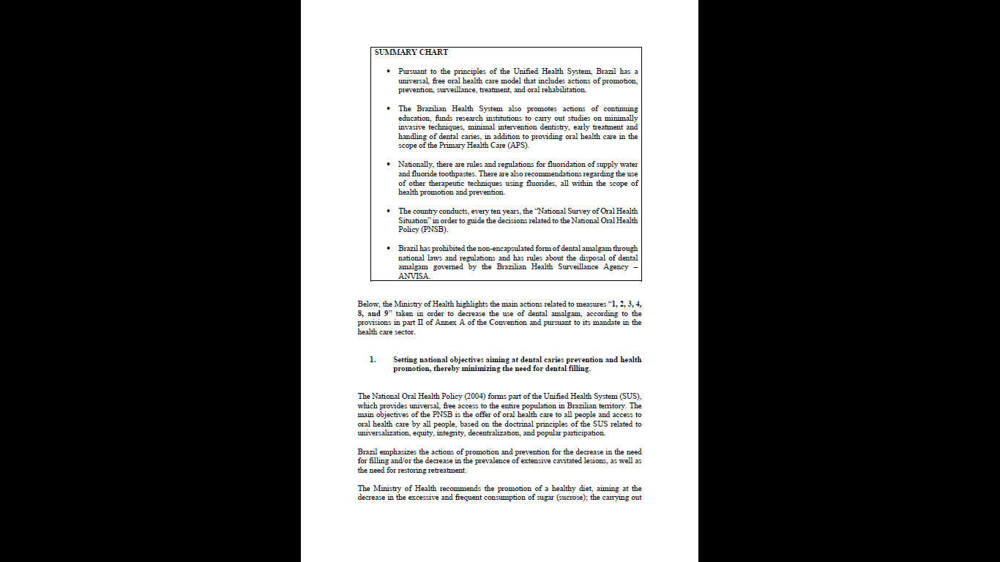 SUMMARY CHART
• Pursuant to the principles of the Unified Health System, Brazil has a
universal, free oral health care model that includes actions of promotion,
prevention, surveillance, treatment, and oral rehabilitation.
• The Brazilian Health System also promotes actions of continuing
education, funds research institutions to carry out studies on minimally
invasive techniques, minimal intervention dentistry, early treatment and
handling of dental caries, in addition to providing oral health care in the
scope of the Primary Health Care (APS).
• Nationally, there are rules and regulations for fluoridation of supply water
and fluoride toothpastes. There are also recommendations regarding the use
of other therapeutic techniques using fluorides, all within the scope of
health promotion and prevention.
• The country conducts, every ten years, the “National Survey of Oral Health
Situation” in order to guide the decisions related to the National Oral Health
Policy (PNSB).
• Brazil has prohibited the non-encapsulated form of dental amalgam through
national laws and regulations and has rules about the disposal of dental
amalgam governed by the Brazilian Health Surveillance Agency –
ANVISA.
Below, the Ministry of Health highlights the main actions related to measures “1, 2, 3, 4,
8, and 9” taken in order to decrease the use of dental amalgam, according to the
provisions in part II of Annex A of the Convention and pursuant to its mandate in the
health care sector.
1. Setting national objectives aiming at dental caries prevention and health
promotion, thereby minimizing the need for dental filling.
The National Oral Health Policy (2004) forms part of the Unified Health System (SUS),
which provides universal, free access to the entire population in Brazilian territory. The
main objectives of the PNSB is the offer of oral health care to all people and access to
oral health care by all people, based on the doctrinal principles of the SUS related to
universalization, equity, integrity, decentralization, and popular participation.
Brazil emphasizes the actions of promotion and prevention for the decrease in the need
for filling and/or the decrease in the prevalence of extensive cavitated lesions, as well as
the need for restoring retreatment.
The Ministry of Health recommends the promotion of a healthy diet, aiming at the
decrease in the excessive and frequent consumption of sugar (sucrose); the carrying out